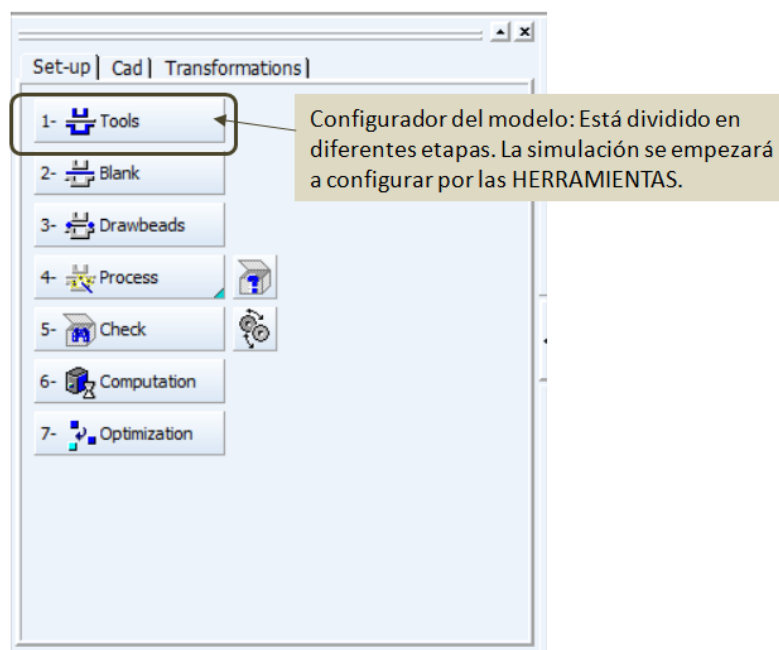 Set-up Cad Transformations
1- Tools
Configurador del modelo: Está dividido en
diferentes etapas. La simulación se empezará
a configurar por las HERRAMIENTAS.
2- Blank
3- Drawbeads
4- Process
5- Check
6- Computation
7- Optimization